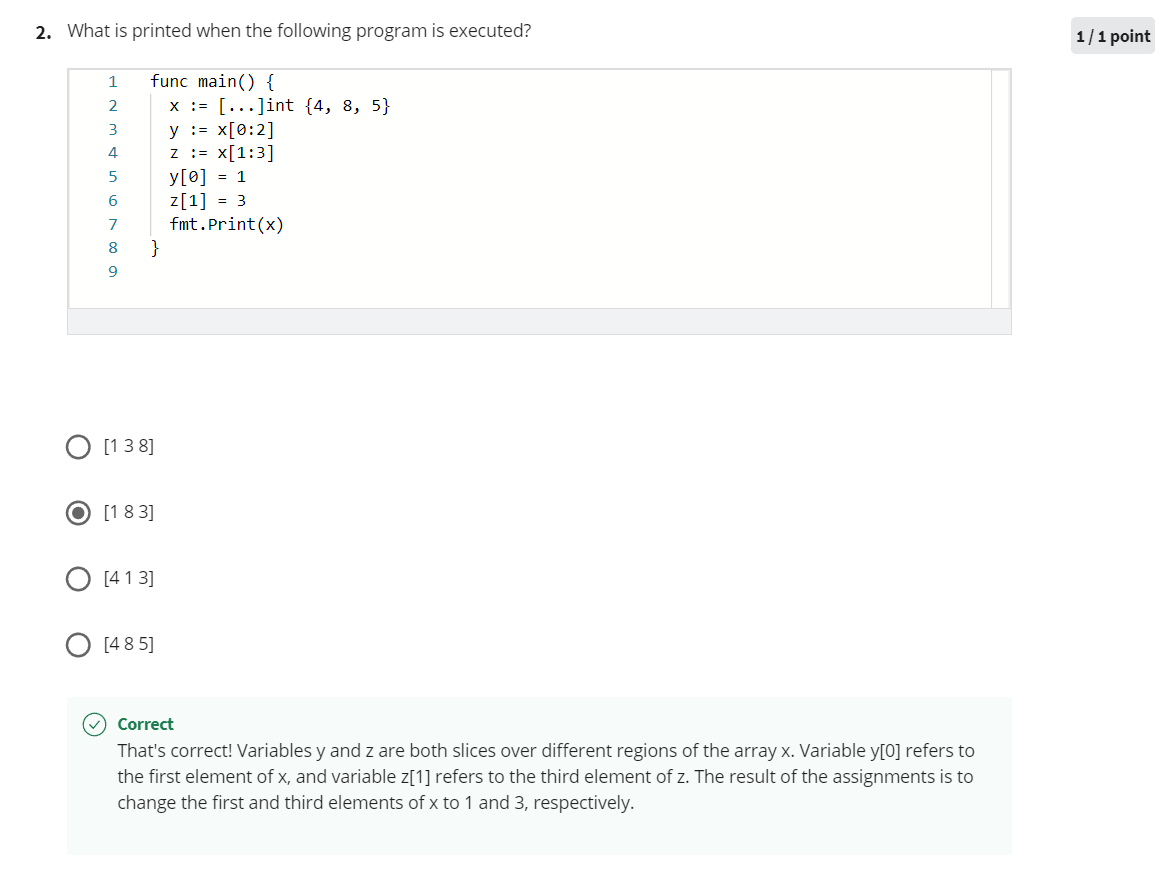 2. What is printed when the following program is executed?
1 / 1 point
1 func main() {
2 x := [...]int {4, 8, 5}
3 y := x[0:2]
4 z := x[1:3]
5 y[0] = 1
6 z[1] = 3
7 fmt.Print(x)
8 }
9
[1 3 8]
[1 8 3]
[4 1 3]
[4 8 5]
Correct
That's correct! Variables y and z are both slices over different regions of the array x. Variable y[0] refers to
the first element of x, and variable z[1] refers to the third element of z. The result of the assignments is to
change the first and third elements of x to 1 and 3, respectively.